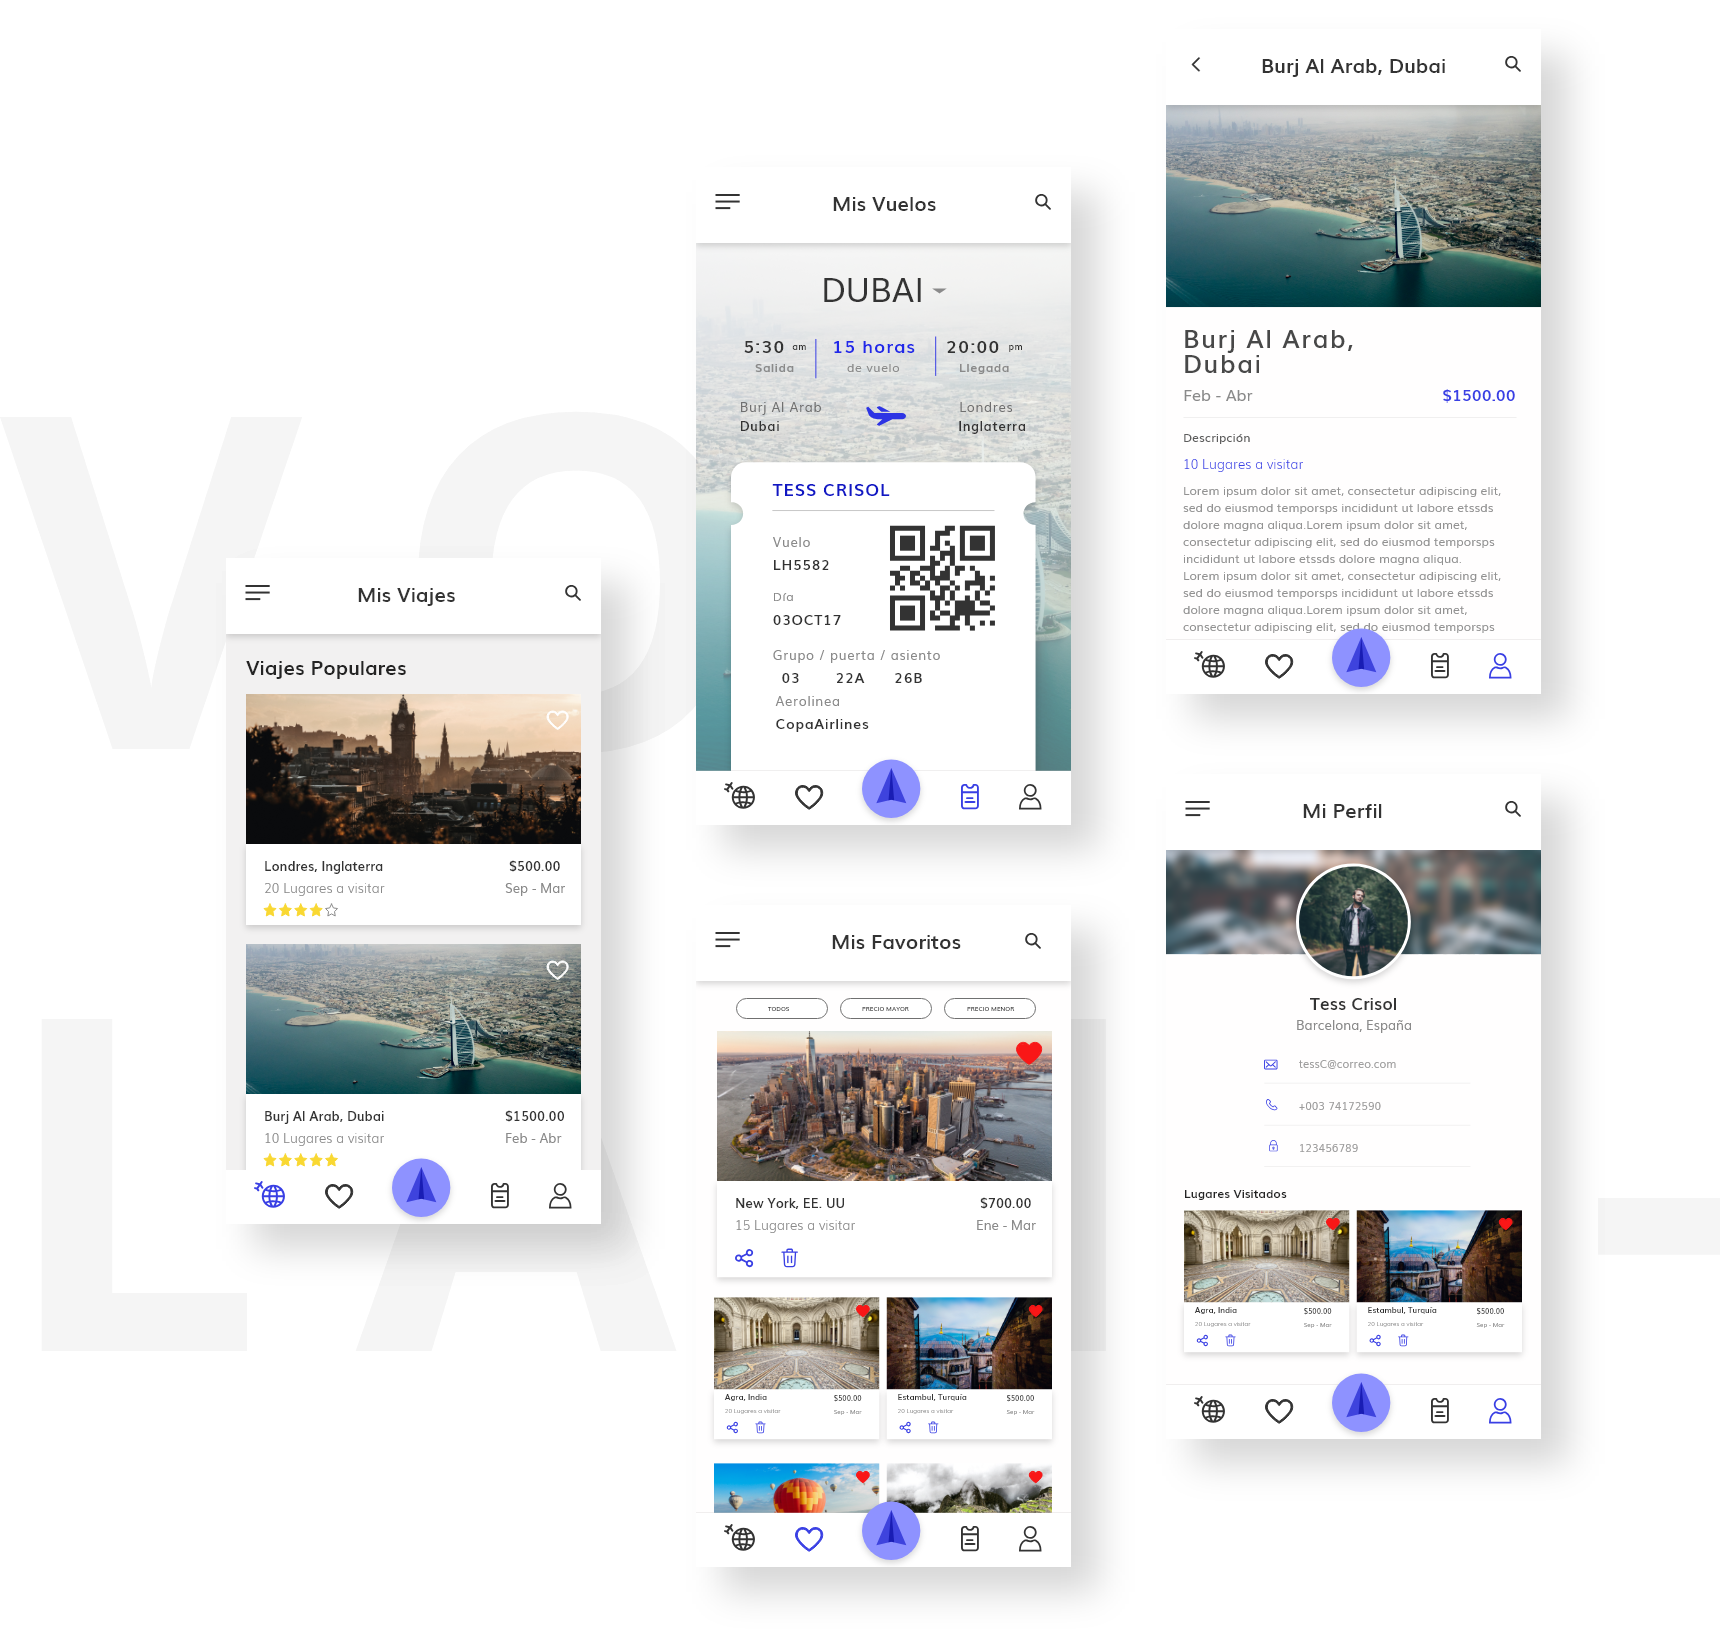 VO
LA
Mis Viajes
Viajes Populares
Londres, Inglaterra $500.00
20 Lugares a visitar Sep - Mar
Burj Al Arab, Dubai $1500.00
10 Lugares a visitar Feb - Abr
Mis Vuelos
DUBAI
5:30 am 15 horas 20:00 pm
Salida de vuelo Llegada
Burj Al Arab Londres
Dubai Inglaterra
TESS CRISOL
Vuelo
LH5582
Día
03OCT17
Grupo / puerta / asiento
03 22A 26B
Aerolinea
CopaAirlines
Mis Favoritos
TODOS PRECIO MAYOR PRECIO MENOR
New York, EE. UU $700.00
15 Lugares a visitar Ene - Mar
Agra, India $500.00
20 Lugares a visitar Sep - Mar
Estambul, Turquía $500.00
20 Lugares a visitar Sep - Mar
Burj Al Arab, Dubai
Burj Al Arab,
Dubai
Feb - Abr $1500.00
Descripción
10 Lugares a visitar
Lorem ipsum dolor sit amet, consectetur adipiscing elit,
sed do eiusmod temporsps incididunt ut labore etssds
dolore magna aliqua.Lorem ipsum dolor sit amet,
consectetur adipiscing elit, sed do eiusmod temporsps
incididunt ut labore etssds dolore magna aliqua.
Lorem ipsum dolor sit amet, consectetur adipiscing elit,
sed do eiusmod temporsps incididunt ut labore etssds
dolore magna aliqua.Lorem ipsum dolor sit amet,
consectetur adipiscing elit, sed do eiusmod temporsps
Mi Perfil
Tess Crisol
Barcelona, España
tessC@correo.com
+003 74172590
123456789
Lugares Visitados
Agra, India $500.00
20 Lugares a visitar Sep - Mar
Estambul, Turquía $500.00
20 Lugares a visitar Sep - Mar